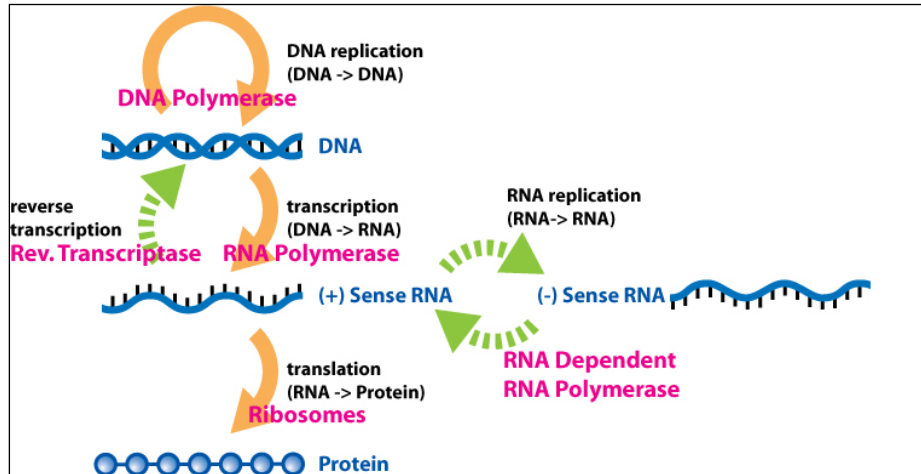 DNA replication
(DNA -> DNA)
DNA Polymerase
DNA
reverse
transcription
Rev. Transcriptase
transcription
(DNA -> RNA)
RNA Polymerase
RNA replication
(RNA-> RNA)
(+) Sense RNA
(-) Sense RNA
RNA Dependent
RNA Polymerase
translation
(RNA -> Protein)
Ribosomes
Protein